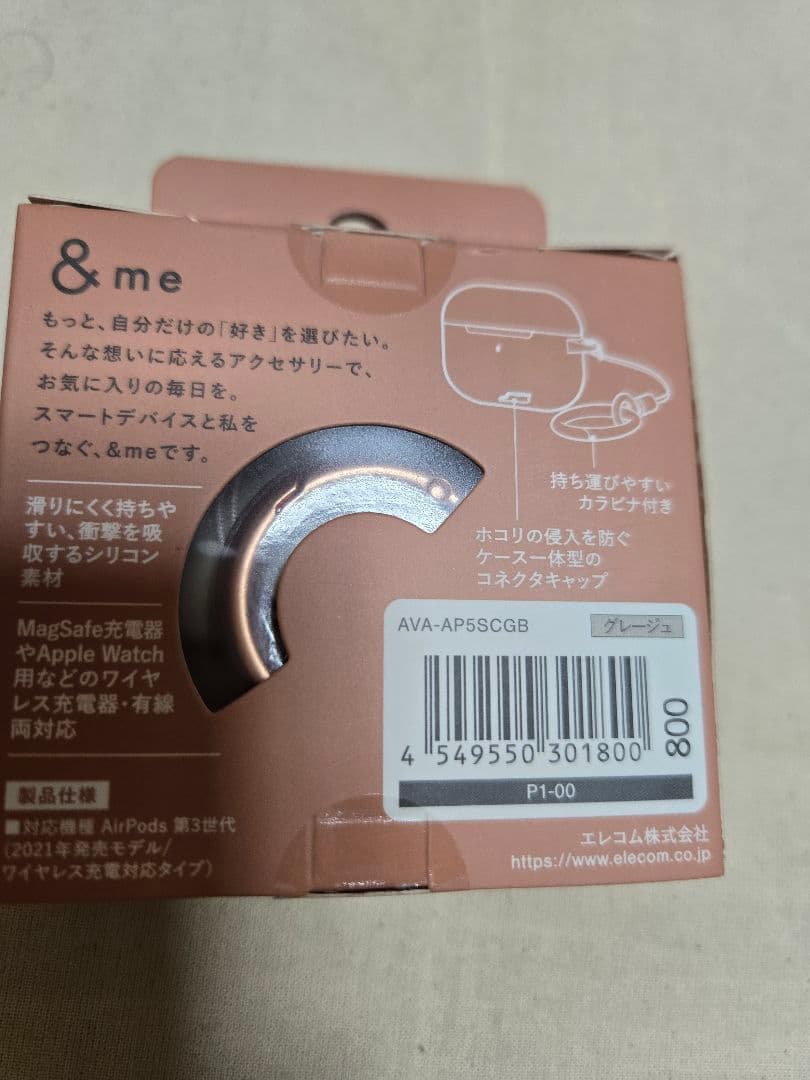 &me
もっと、自分だけの「好き」を選びたい。
そんな想いに応えるアクセサリーで、
お気に入りの毎日を。
スマートデバイスと私を
つなぐ、&meです。
滑りにくく持ちや
すい、衝撃を吸
収するシリコン
素材
MagSafe充電器
やApple Watch
用などのワイヤ
レス充電器・有線
両対応
製品仕様
■対応機種 AirPods 第3世代
(2021年発売モデル/
ワイヤレス充電対応タイプ)
持ち運びやすい
カラビナ付き
ホコリの侵入を防ぐ
ケース一体型の
コネクタキャップ
AVA-AP5SCGB
グレージュ
4 549550 301800
800
P1-00
エレコム株式会社
https://www.elecom.co.jp